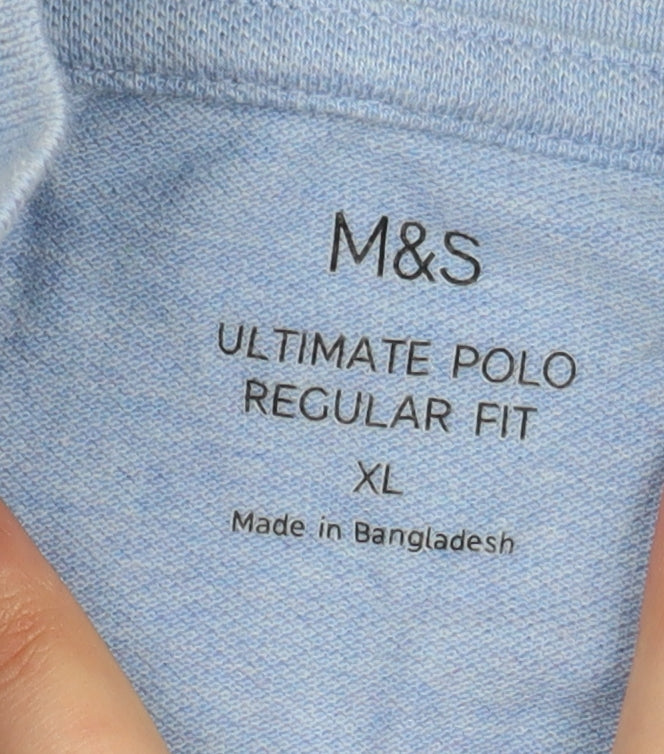 M&S
ULTIMATE POLO
REGULAR FIT
XL
Made in Bangladesh